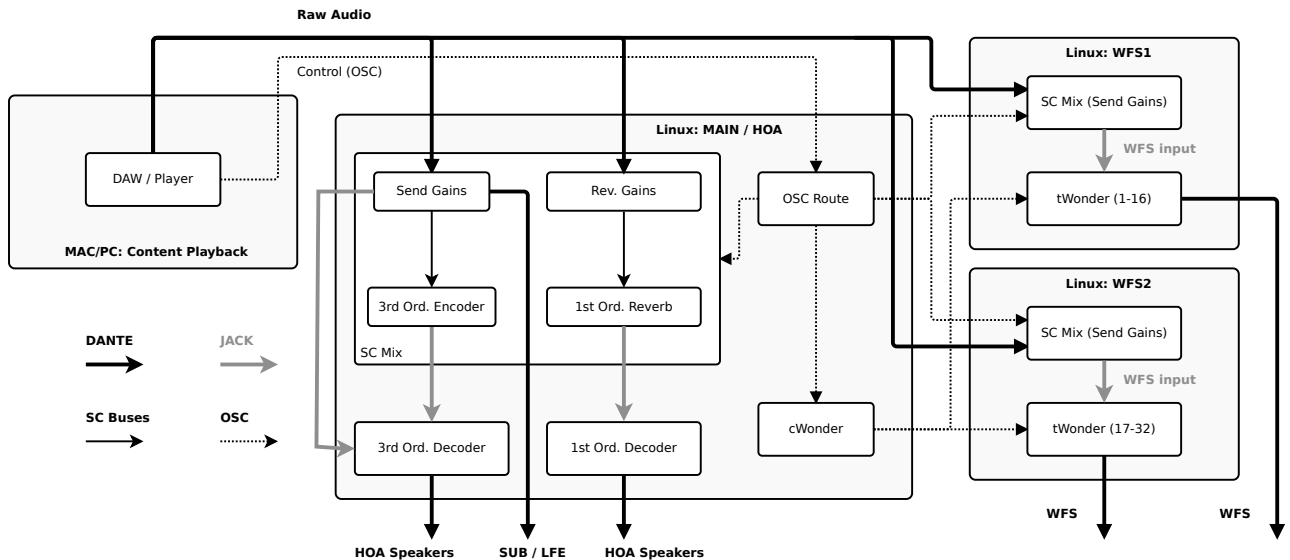 Raw Audio
Control (OSC)
Linux: WFS1
SC Mix (Send Gains)
WFS input
tWonder (1-16)
Linux: MAIN / HOA
DAW / Player
MAC/PC: Content Playback
Send Gains
Rev. Gains
OSC Route
3rd Ord. Encoder
1st Ord. Reverb
SC Mix
Linux: WFS2
SC Mix (Send Gains)
WFS input
tWonder (17-32)
DANTE
JACK
SC Buses
OSC
3rd Ord. Decoder
1st Ord. Decoder
cWonder
WFS
WFS
HOA Speakers
SUB / LFE
HOA Speakers